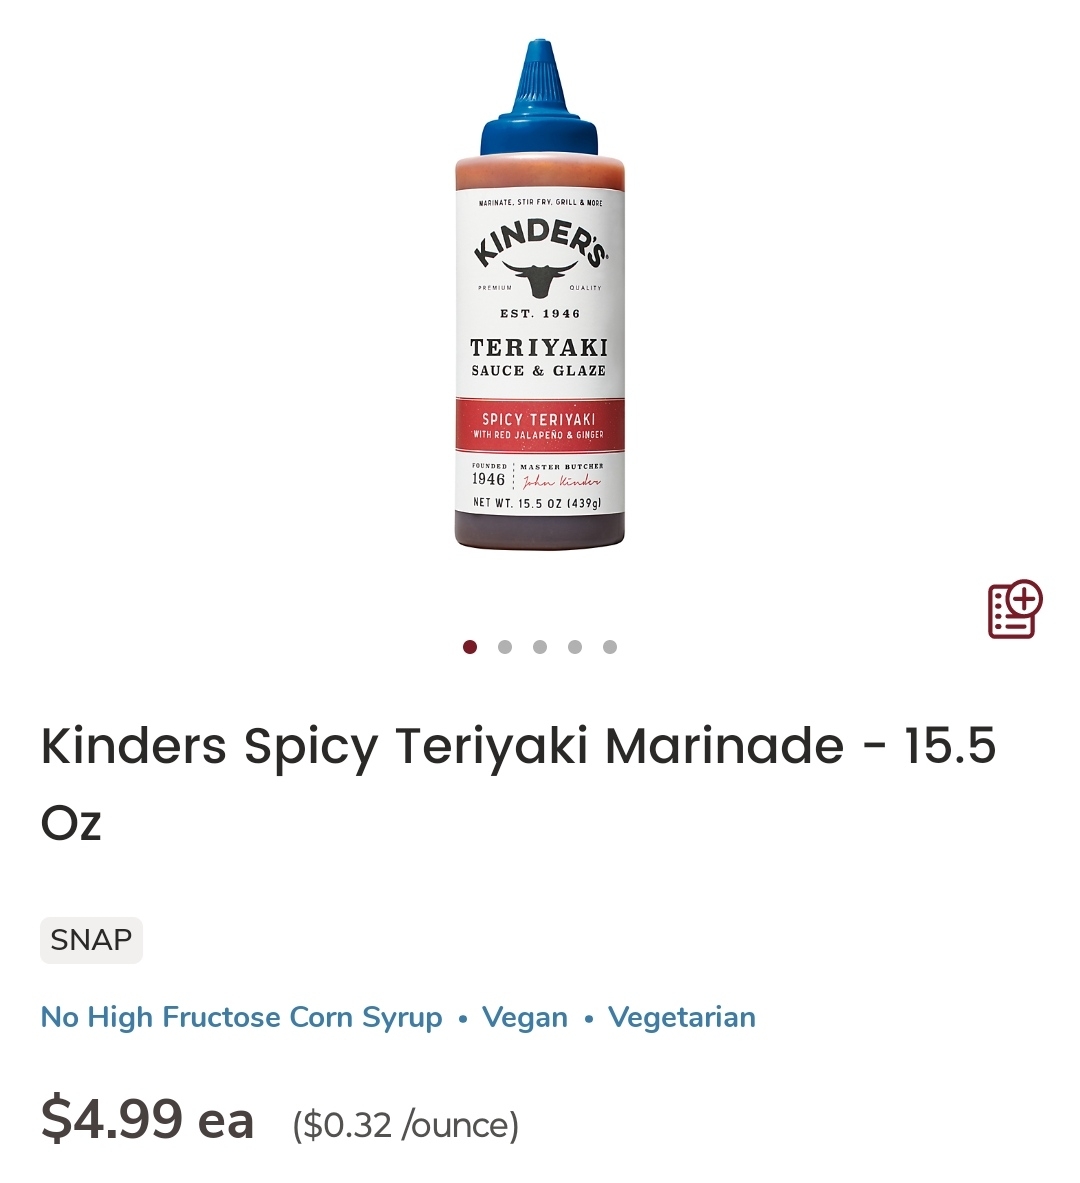 MARINATE, STIR FRY, GRILL & MORE
KINDER'S®
PREMIUM QUALITY
EST. 1946
TERIYAKI
SAUCE & GLAZE
SPICY TERIYAKI
WITH RED JALAPEÑO & GINGER
FOUNDED MASTER BUTCHER
1946 John Kinder
NET WT. 15.5 OZ (439g)
Kinders Spicy Teriyaki Marinade - 15.5
Oz
SNAP
No High Fructose Corn Syrup • Vegan • Vegetarian
$4.99 ea ($0.32 /ounce)